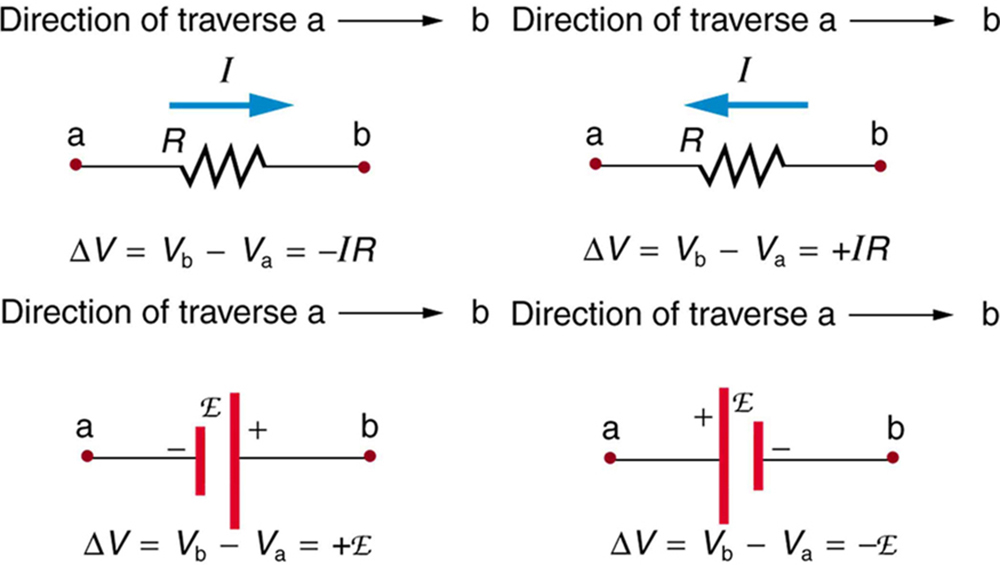 Direction of traverse a ⟶ b Direction of traverse a ⟶ b
I I
a R b a R b
ΔV = Vb − Va = −IR ΔV = Vb − Va = +IR
Direction of traverse a ⟶ b Direction of traverse a ⟶ b
a − ℰ + b a + ℰ − b
ΔV = Vb − Va = +ℰ ΔV = Vb − Va = −ℰ